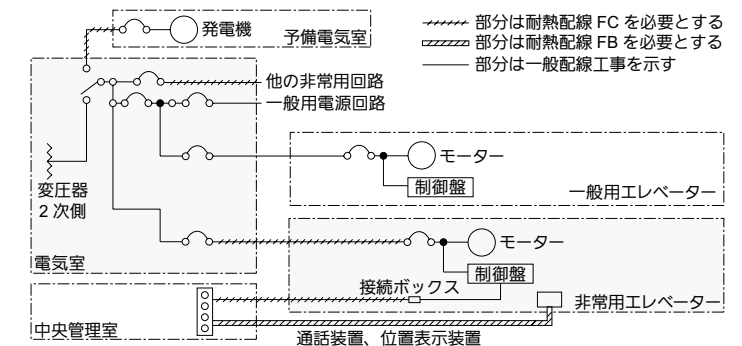 発電機
予備電気室
部分は耐熱配線 FC を必要とする
部分は耐熱配線 FB を必要とする
部分は一般配線工事を示す
他の非常用回路
一般用電源回路
変圧器
2 次側
電気室
モーター
制御盤
一般用エレベーター
モーター
制御盤
接続ボックス
非常用エレベーター
中央管理室
通話装置、位置表示装置